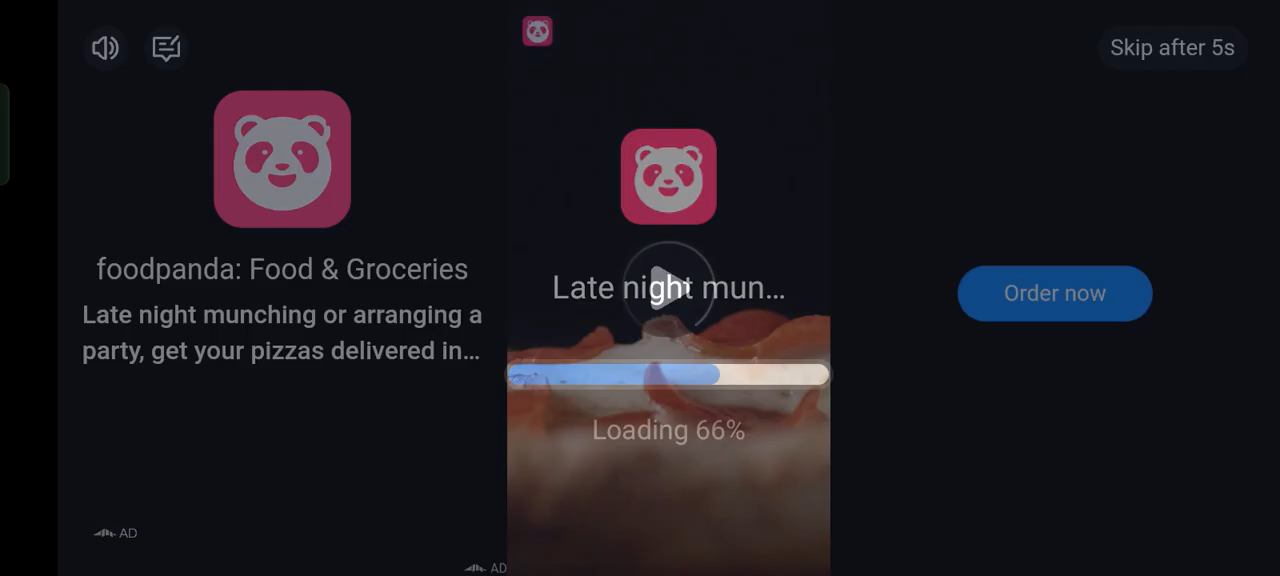 Skip after 5s
foodpanda: Food & Groceries
Late night munching or arranging a
party, get your pizzas delivered in...
Late night mun...
Order now
Loading 66%
AD
AD